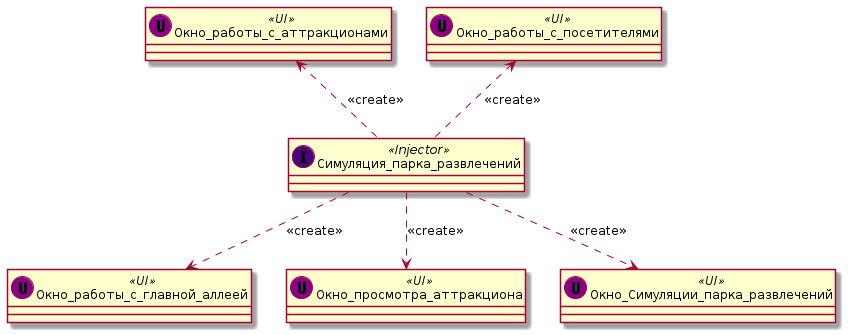 U «UI»
Окно_работы_с_аттракционами
U «UI»
Окно_работы_с_посетителями
«create»
«create»
I «Injector»
Симуляция_парка_развлечений
«create»
«create»
«create»
U «UI»
Окно_работы_с_главной_аллеей
U «UI»
Окно_просмотра_аттракциона
U «UI»
Окно_Симуляции_парка_развлечений